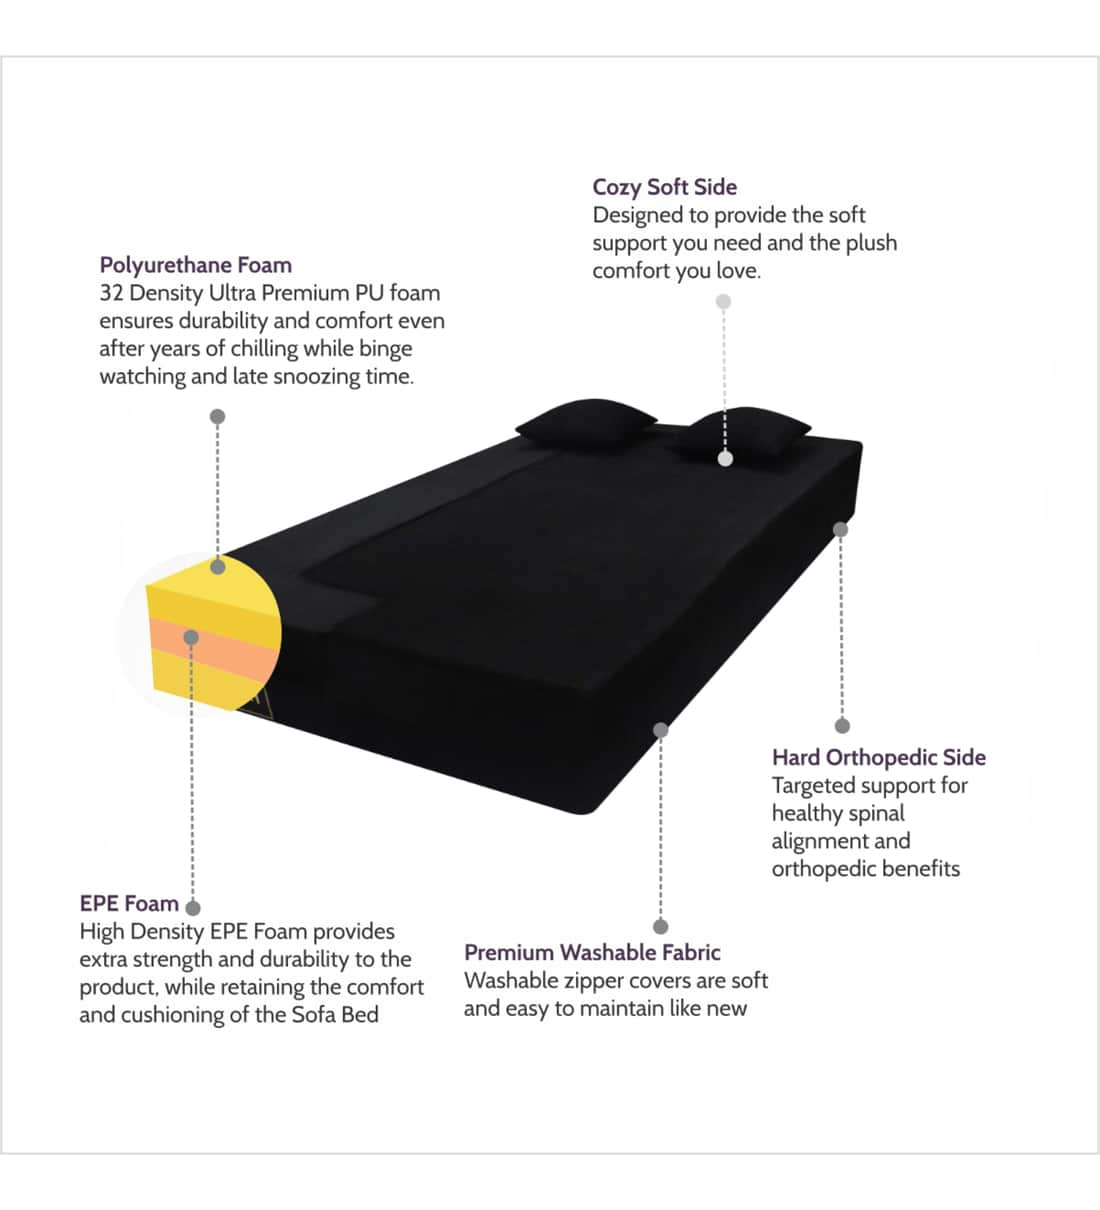 Cozy Soft Side
Designed to provide the soft
support you need and the plush
comfort you love.
Polyurethane Foam
32 Density Ultra Premium PU foam
ensures durability and comfort even
after years of chilling while binge
watching and late snoozing time.
Hard Orthopedic Side
Targeted support for
healthy spinal
alignment and
orthopedic benefits
EPE Foam
High Density EPE Foam provides
extra strength and durability to the
product, while retaining the comfort
and cushioning of the Sofa Bed
Premium Washable Fabric
Washable zipper covers are soft
and easy to maintain like new